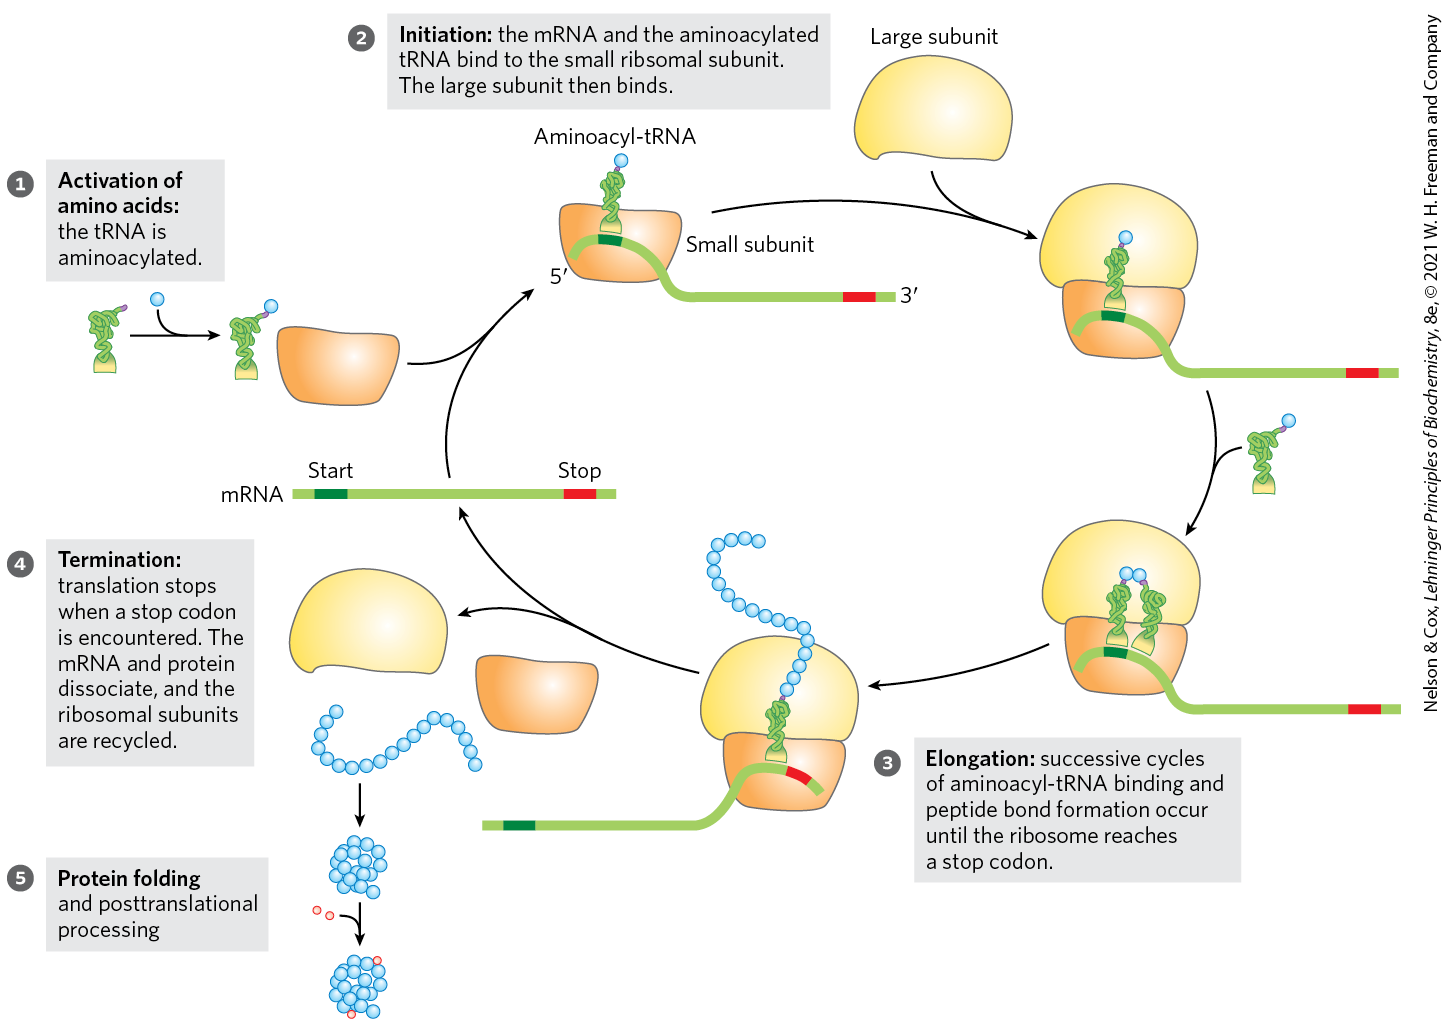 2
Initiation: the mRNA and the aminoacylated
tRNA bind to the small ribsomal subunit.
The large subunit then binds.
Large subunit
Aminoacyl-tRNA
1
Activation of
amino acids:
the tRNA is
aminoacylated.
Small subunit
5′
3′
Start
Stop
mRNA
4
Termination:
translation stops
when a stop codon
is encountered. The
mRNA and protein
dissociate, and the
ribosomal subunits
are recycled.
3
Elongation: successive cycles
of aminoacyl-tRNA binding and
peptide bond formation occur
until the ribosome reaches
a stop codon.
5
Protein folding
and posttranslational
processing
Nelson & Cox, Lehninger Principles of Biochemistry, 8e, © 2021 W. H. Freeman and Company